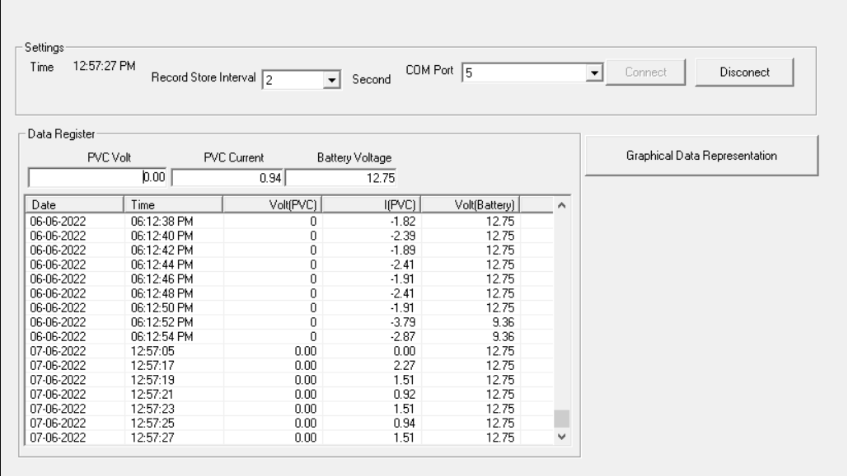 Settings
Time 12:57:27 PM Record Store Interval 2 Second COM Port 5 Connect Disconect
Data Register
PVC Volt PVC Current Battery Voltage
0.00 0.94 12.75
Graphical Data Representation
Date Time Volt(PVC) I(PVC) Volt(Battery)
06-06-2022 06:12:38 PM 0 -1.82 12.75
06-06-2022 06:12:40 PM 0 -2.39 12.75
06-06-2022 06:12:42 PM 0 -1.89 12.75
06-06-2022 06:12:44 PM 0 -2.41 12.75
06-06-2022 06:12:46 PM 0 -1.91 12.75
06-06-2022 06:12:48 PM 0 -2.41 12.75
06-06-2022 06:12:50 PM 0 -1.91 12.75
06-06-2022 06:12:52 PM 0 -3.79 9.36
06-06-2022 06:12:54 PM 0 -2.87 9.36
07-06-2022 12:57:05 0.00 0.00 12.75
07-06-2022 12:57:17 0.00 2.27 12.75
07-06-2022 12:57:19 0.00 1.51 12.75
07-06-2022 12:57:21 0.00 0.92 12.75
07-06-2022 12:57:23 0.00 1.51 12.75
07-06-2022 12:57:25 0.00 0.94 12.75
07-06-2022 12:57:27 0.00 1.51 12.75